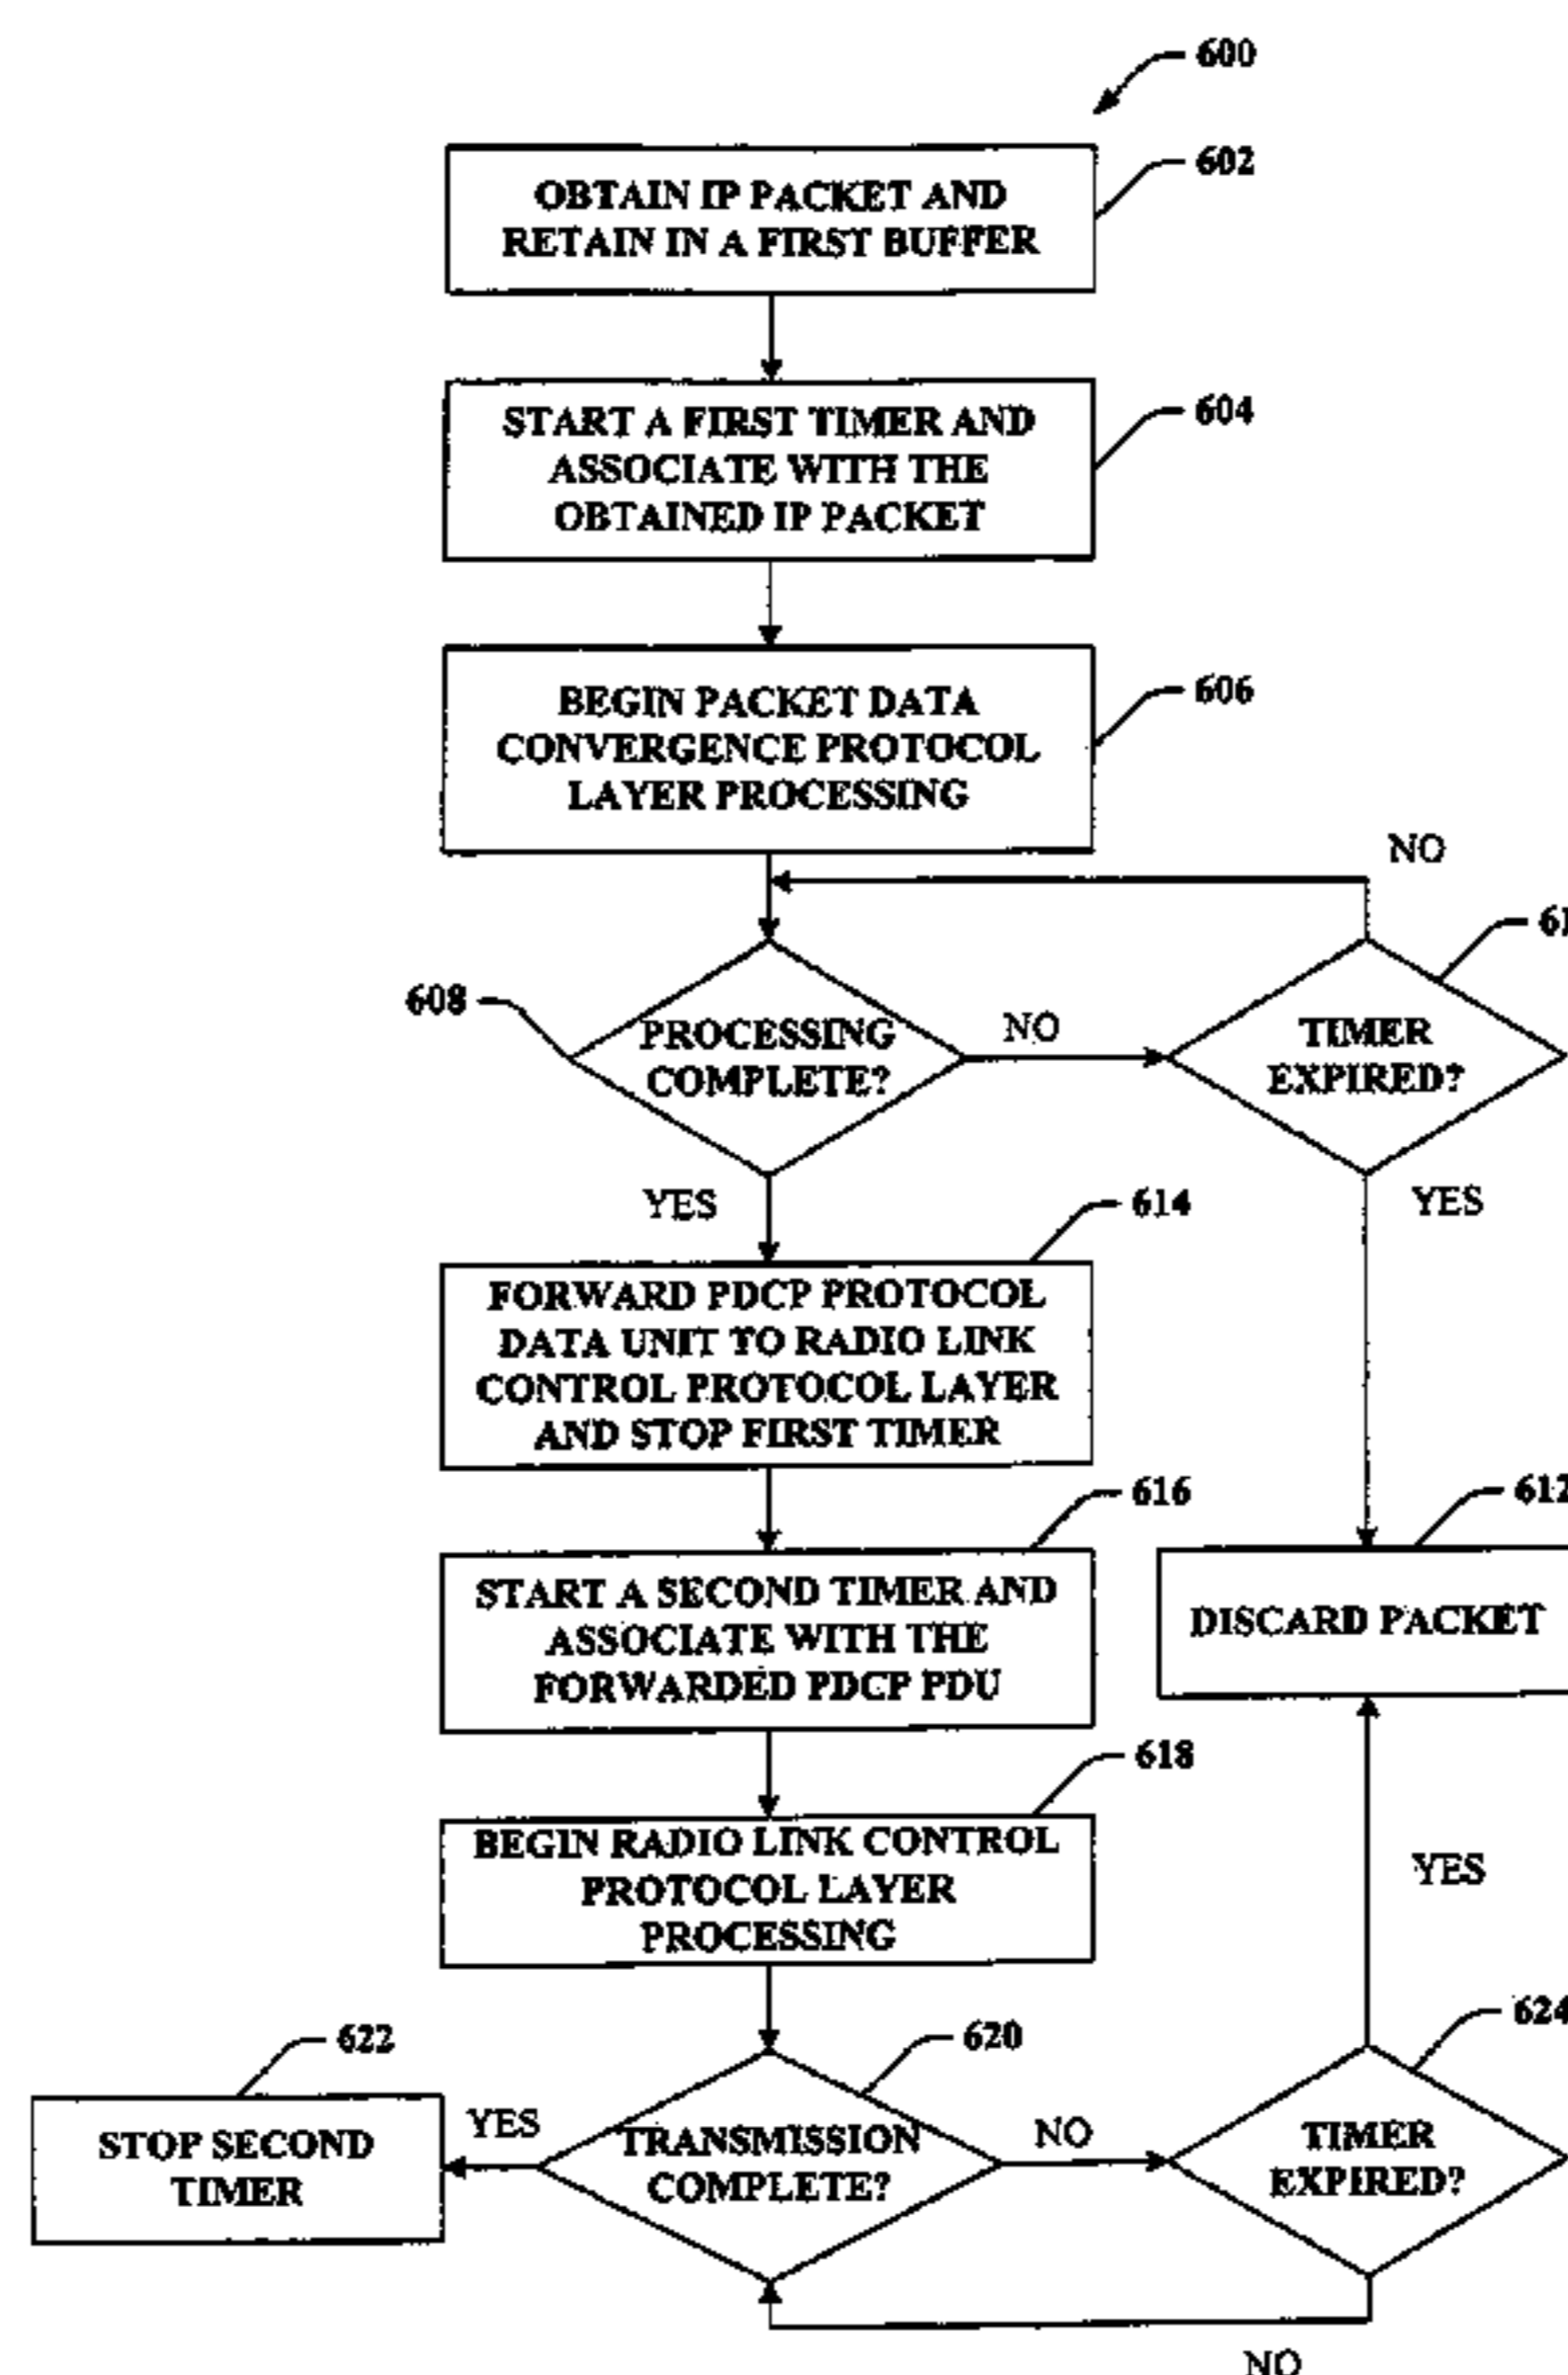 600
602
OBTAIN IP PACKET AND
RETAIN IN A FIRST BUFFER
604
START A FIRST TIMER AND
ASSOCIATE WITH THE
OBTAINED IP PACKET
606
BEGIN PACKET DATA
CONVERGENCE PROTOCOL
LAYER PROCESSING
NO
608
PROCESSING
COMPLETE?
NO
TIMER
EXPIRED?
YES
YES
614
FORWARD PDCP PROTOCOL
DATA UNIT TO RADIO LINK
CONTROL PROTOCOL LAYER
AND STOP FIRST TIMER
616
START A SECOND TIMER AND
ASSOCIATE WITH THE
FORWARDED PDCP PDU
612
DISCARD PACKET
618
BEGIN RADIO LINK CONTROL
PROTOCOL LAYER
PROCESSING
YES
622
STOP SECOND
TIMER
YES
620
TRANSMISSION
COMPLETE?
NO
624
TIMER
EXPIRED?
NO